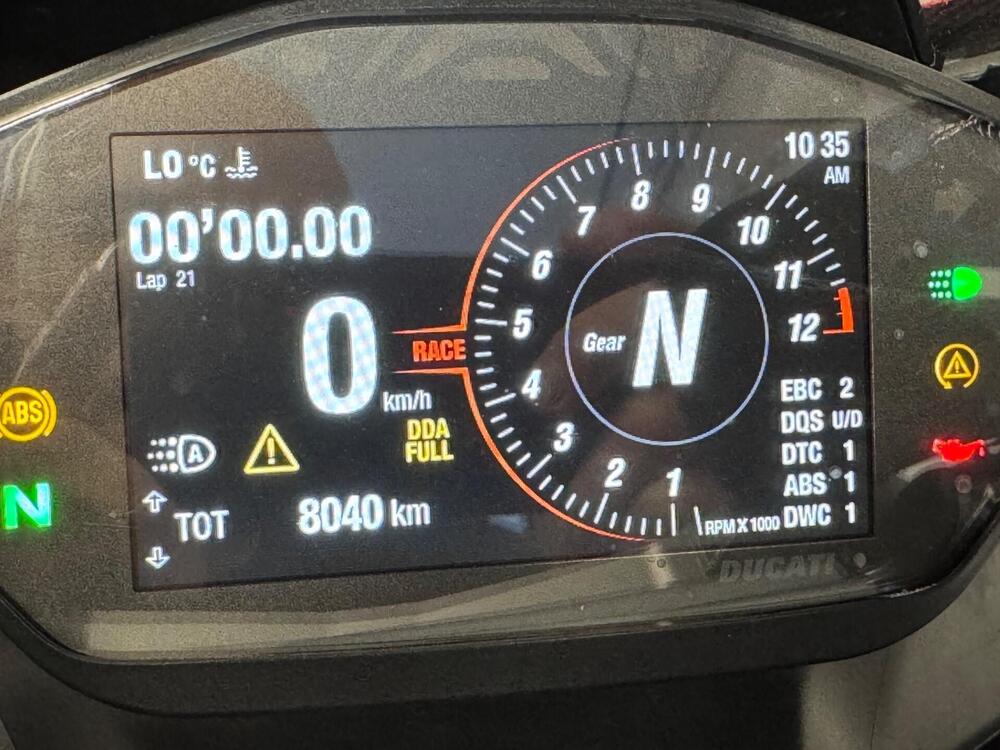 LO °C
10 35
AM
00'00.00
Lap 21
0
km/h
RACE
Gear N
1
2
3
4
5
6
7
8
9
10
11
12
RPM X 1000
EBC 2
DQS U/D
DTC 1
ABS 1
DWC 1
A
DDA
FULL
TOT 8040 km
ABS
N
DUCATI